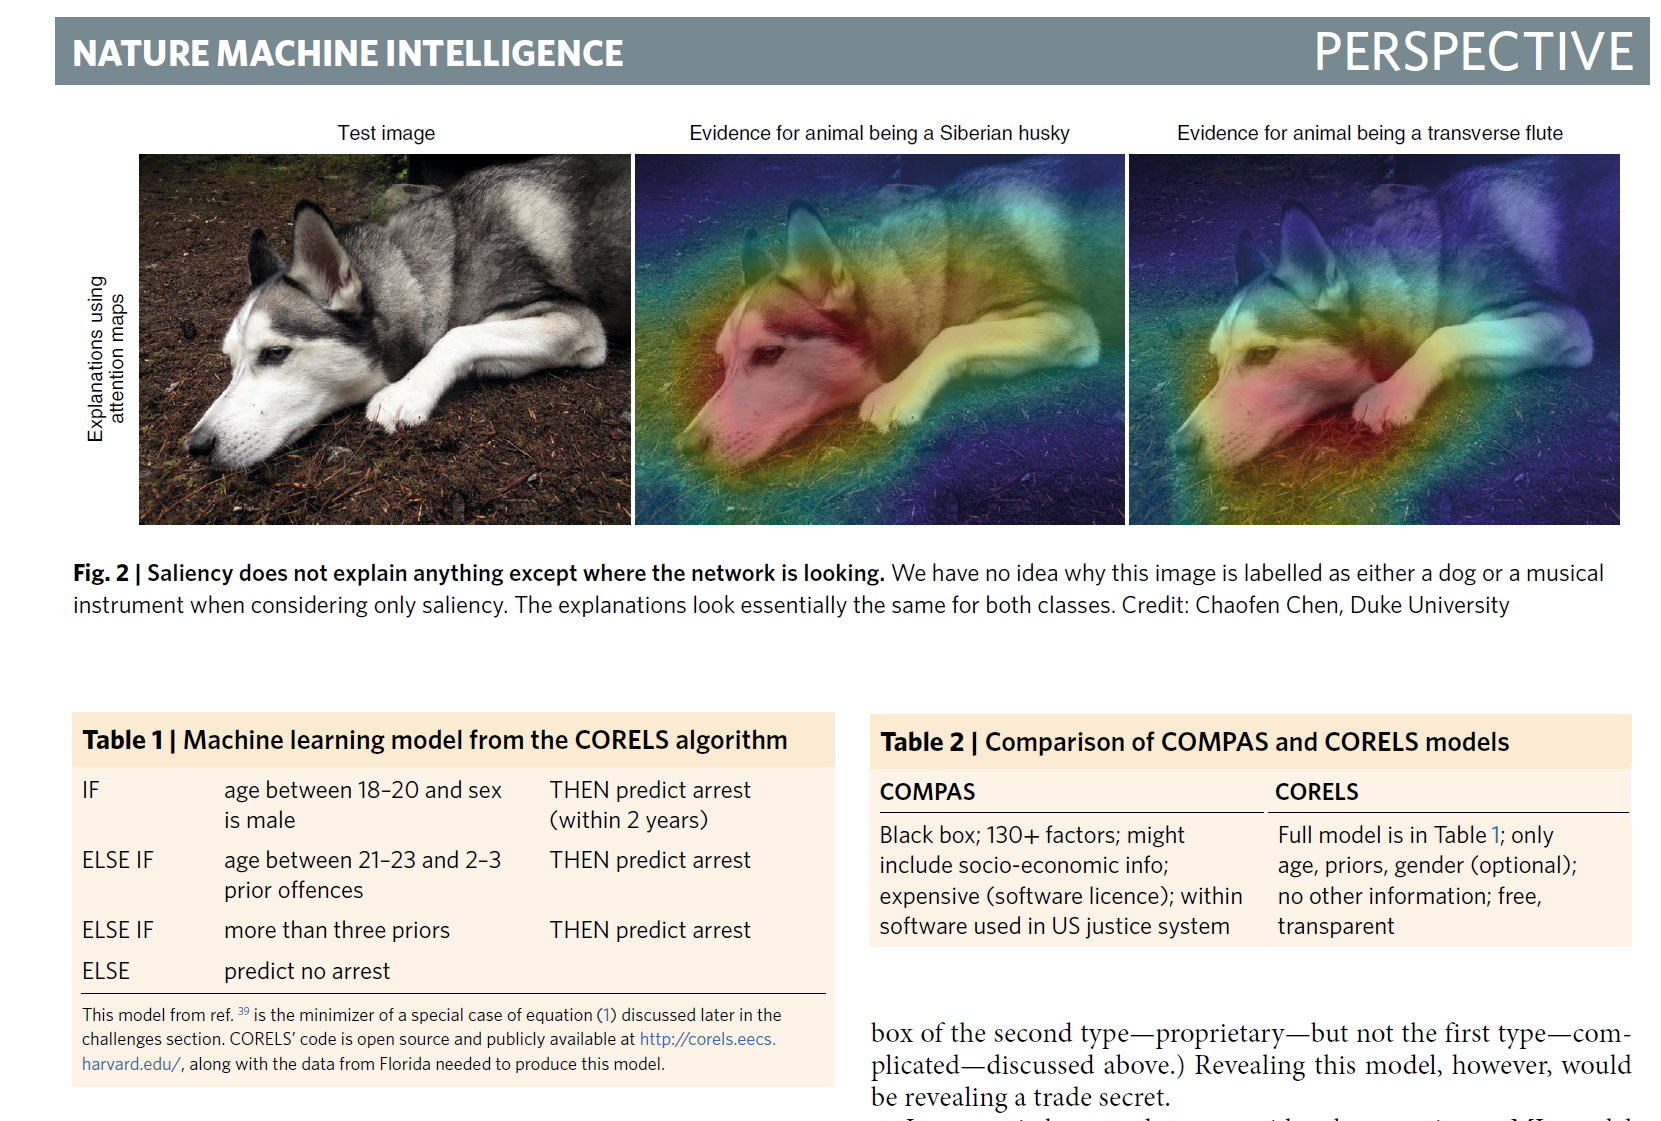 NATURE MACHINE INTELLIGENCE
PERSPECTIVE
Test image
Evidence for animal being a Siberian husky
Evidence for animal being a transverse flute
Explanations using
attention maps
Fig. 2 | Saliency does not explain anything except where the network is looking. We have no idea why this image is labelled as either a dog or a musical
instrument when considering only saliency. The explanations look essentially the same for both classes. Credit: Chaofen Chen, Duke University
Table 1 | Machine learning model from the CORELS algorithm
IF age between 18–20 and sex THEN predict arrest
is male (within 2 years)
ELSE IF age between 21–23 and 2–3 THEN predict arrest
prior offences
ELSE IF more than three priors THEN predict arrest
ELSE predict no arrest
This model from ref. 39 is the minimizer of a special case of equation (1) discussed later in the
challenges section. CORELS' code is open source and publicly available at http://corels.eecs.
harvard.edu/, along with the data from Florida needed to produce this model.
Table 2 | Comparison of COMPAS and CORELS models
COMPAS CORELS
Black box; 130+ factors; might Full model is in Table 1; only
include socio-economic info; age, priors, gender (optional);
expensive (software licence); within no other information; free,
software used in US justice system transparent
box of the second type—proprietary—but not the first type—com-
plicated—discussed above.) Revealing this model, however, would
be revealing a trade secret.